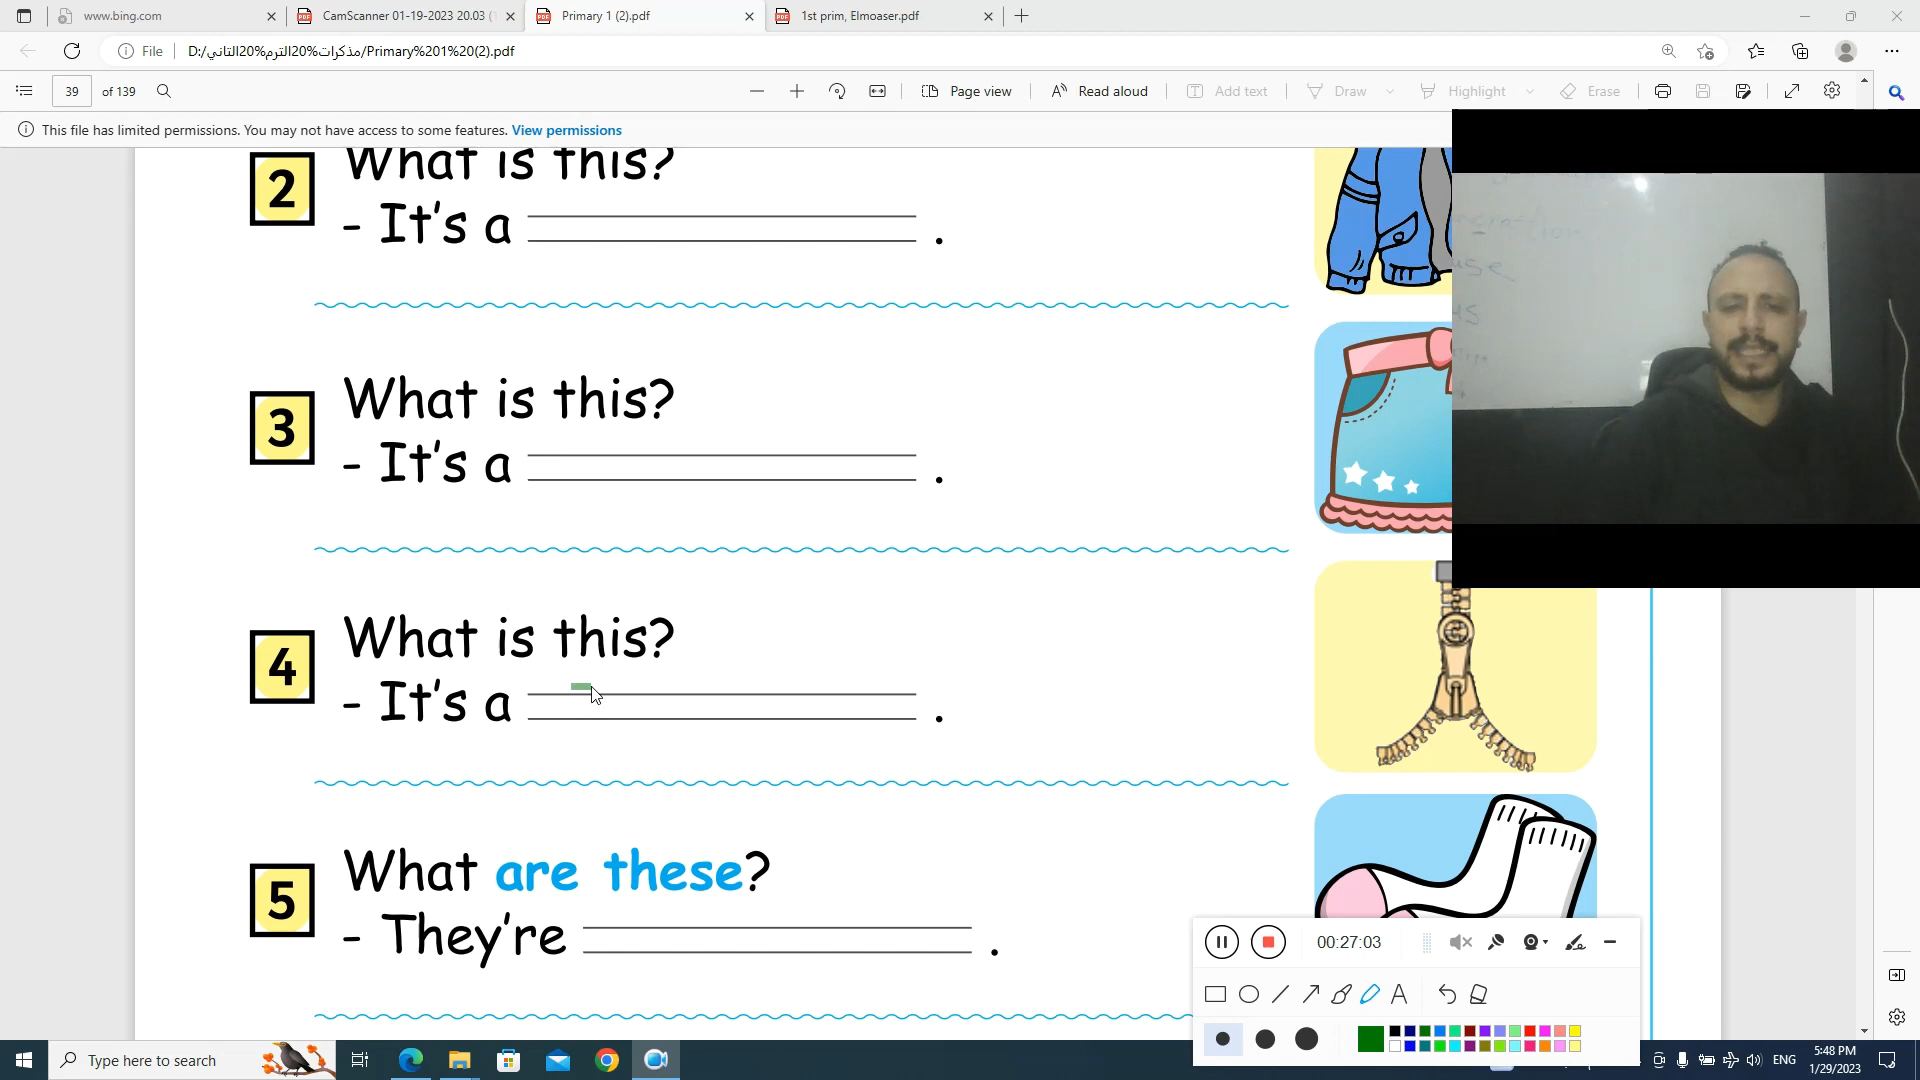 www.bing.com
CamScanner 01-19-2023 20.03 (
Primary 1 (2).pdf
1st prim, Elmoaser.pdf
File
D:/مذكرات%20الترم%20التاني/Primary%201%20(2).pdf
39
of 139
Page view
Read aloud
Add text
Draw
Highlight
Erase
This file has limited permissions. You may not have access to some features. View permissions
2
What is this?
- It's a .
3
What is this?
- It's a .
4
What is this?
- It's a .
5
What are these?
- They're .
00:27:03
Type here to search
ENG
5:48 PM
1/29/2023